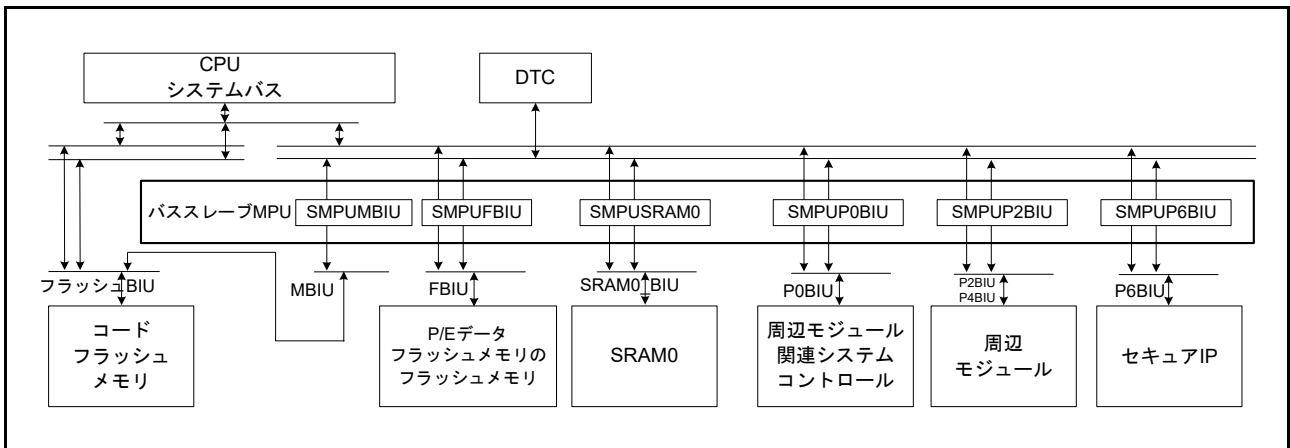 CPU
システムバス
DTC
バススレーブMPU
SMPUMBIU
SMPUFBIU
SMPUSRAM0
SMPUP0BIU
SMPUP2BIU
SMPUP6BIU
フラッシュBIU
MBIU
FBIU
SRAM0 BIU
P0BIU
P2BIU
P4BIU
P6BIU
コード
フラッシュ
メモリ
P/Eデータ
フラッシュメモリの
フラッシュメモリ
SRAM0
周辺モジュール
関連システム
コントロール
周辺
モジュール
セキュアIP